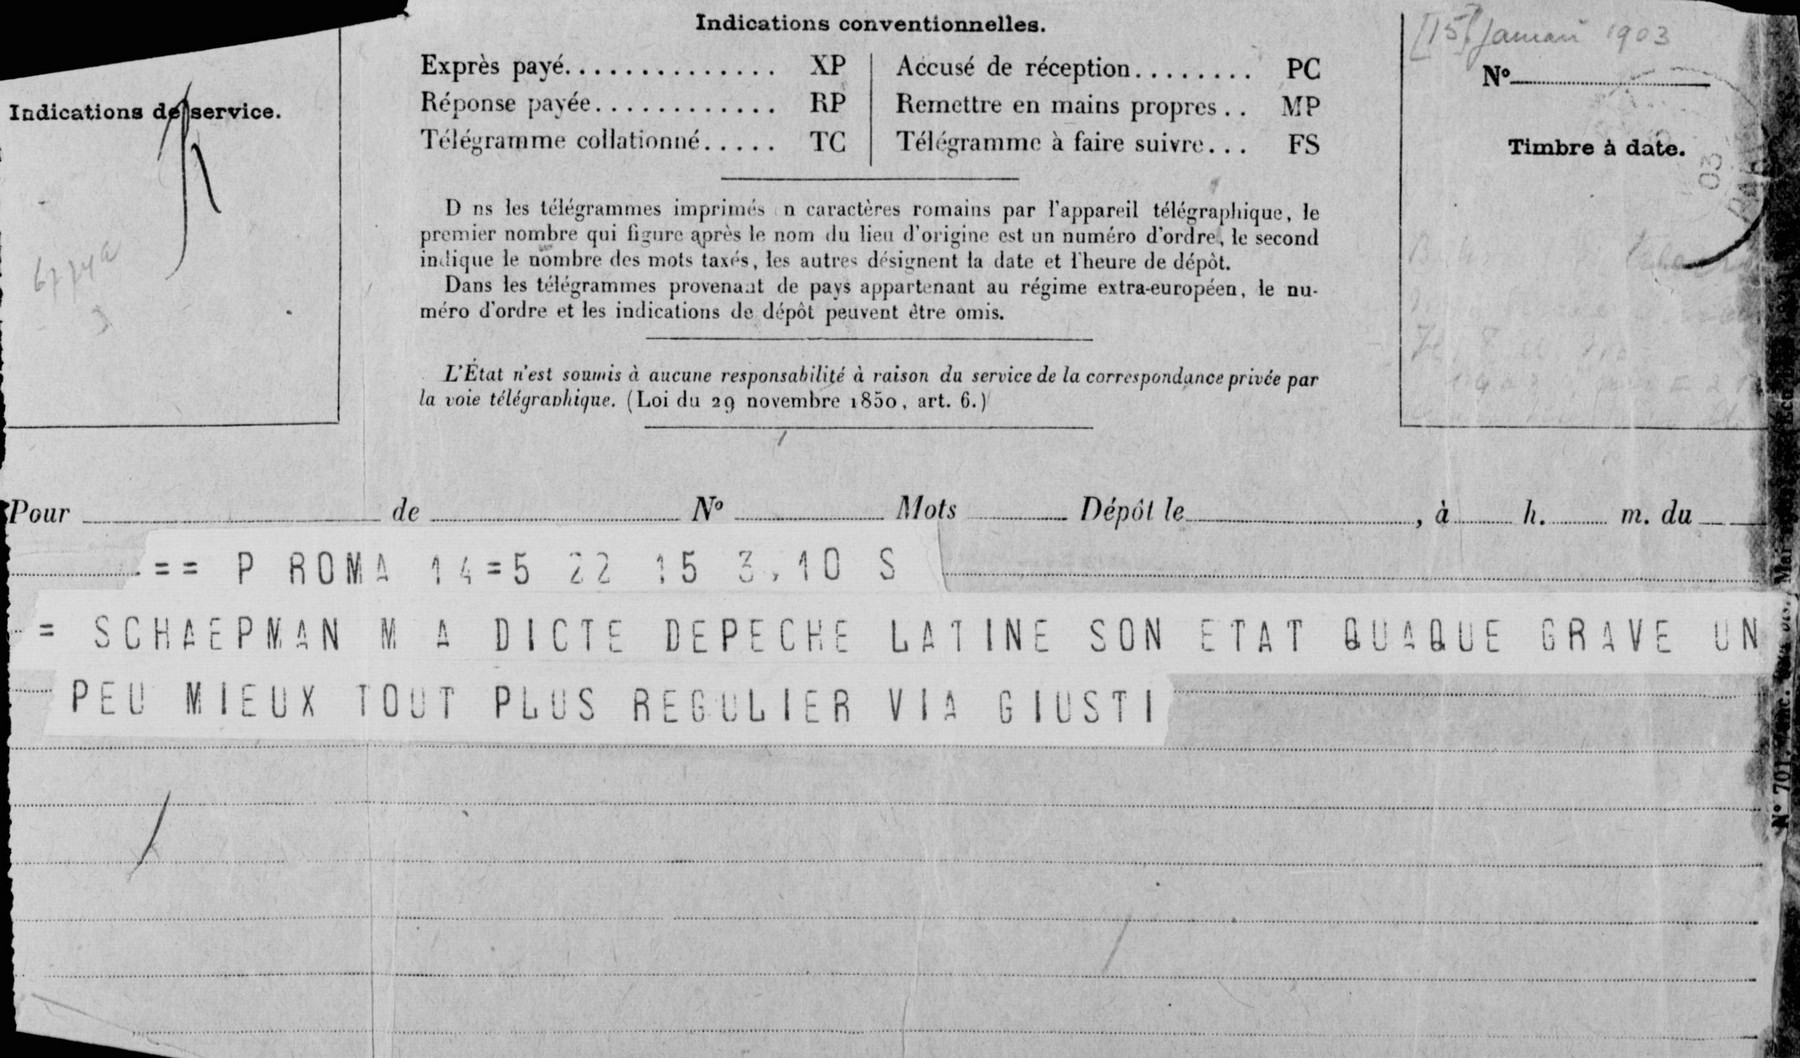 Indications conventionnelles.
Exprès payé.............. XP
Réponse payée............ RP
Télégramme collationné..... TC
Accusé de réception........ PC
Remettre en mains propres.. MP
Télégramme à faire suivre... FS
Indications de service.
[15] Januari 1903
Nº
Timbre à date.
03
D ns les télégrammes imprimés n caractères romains par l'appareil télégraphique, le
premier nombre qui figure après le nom du lieu d'origine est un numéro d'ordre, le second
indique le nombre des mots taxés, les autres désignent la date et l'heure de dépôt.
Dans les télégrammes provenant de pays appartenant au régime extra-européen, le nu-
méro d'ordre et les indications de dépôt peuvent être omis.
L'État n'est soumis à aucune responsabilité à raison du service de la correspondance privée par
la voie télégraphique. (Loi du 29 novembre 1850, art. 6.)
Pour de Nº Mots Dépôt le , à h. m. du
== P ROMA 14=5 22 15 3,10 S
= SCHAEPMAN M A DICTE DEPECHE LATINE SON ETAT QUAQUE GRAVE UN
PEU MIEUX TOUT PLUS REGULIER VIA GIUSTI
Nº 701.